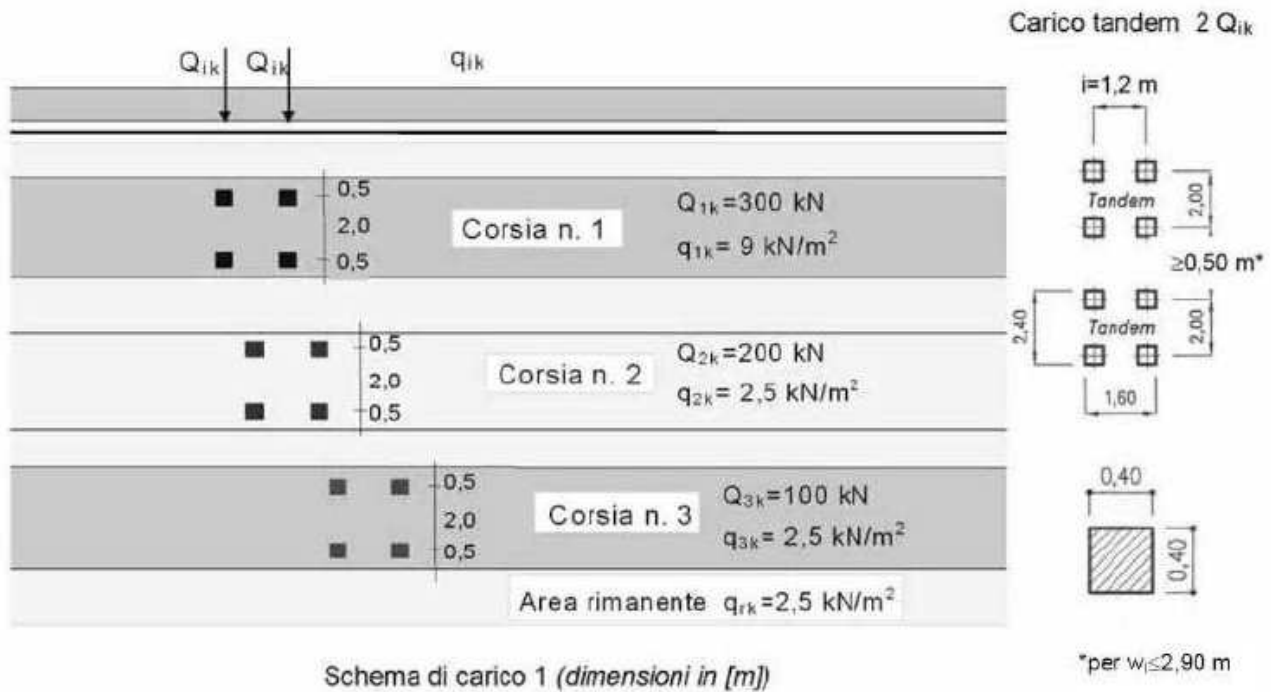 Carico tandem 2 Qik
Qik Qik qik
i=1,2 m
0,5
2,0
0,5
Corsia n. 1
Q1k=300 kN
q1k= 9 kN/m²
Tandem
2,00
≥0,50 m*
0,5
2,0
0,5
Corsia n. 2
Q2k=200 kN
q2k= 2,5 kN/m²
2,40
Tandem
2,00
1,60
0,5
2,0
0,5
Corsia n. 3
Q3k=100 kN
q3k= 2,5 kN/m²
0,40
0,40
Area rimanente qrk=2,5 kN/m²
Schema di carico 1 (dimensioni in [m])
*per wl≤2,90 m